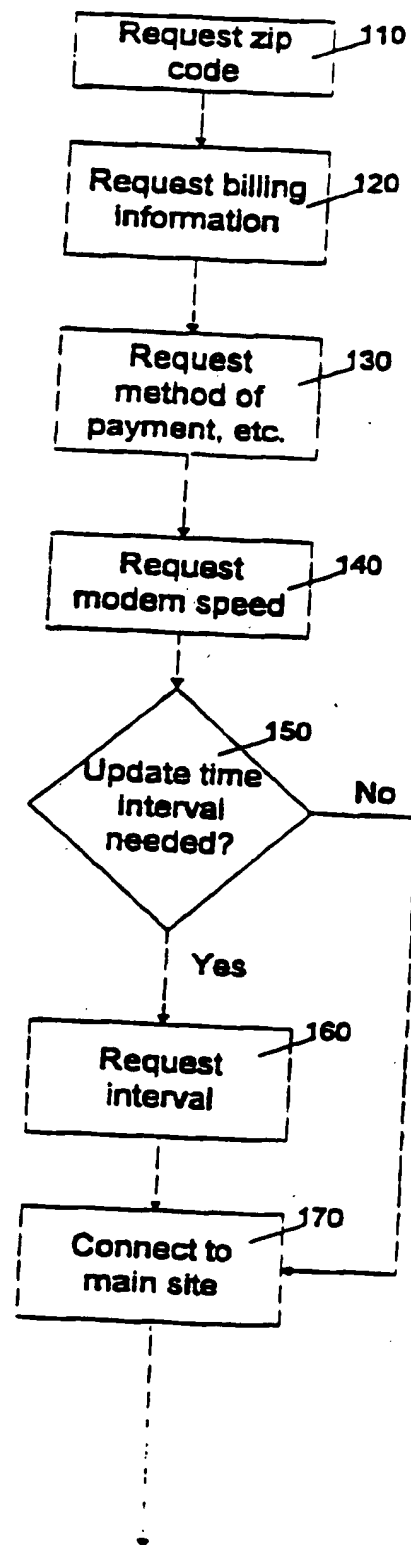 Request zip
code
110
Request billing
information
120
Request
method of
payment, etc.
130
Request
modem speed
140
150
Update time
interval
needed?
No
Yes
160
Request
interval
170
Connect to
main site